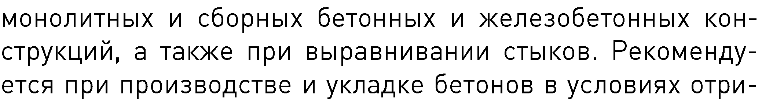 монолитных и сборных бетонных и железобетонных кон-
струкций, а также при выравнивании стыков. Рекоменду-
ется при производстве и укладке бетонов в условиях отри-